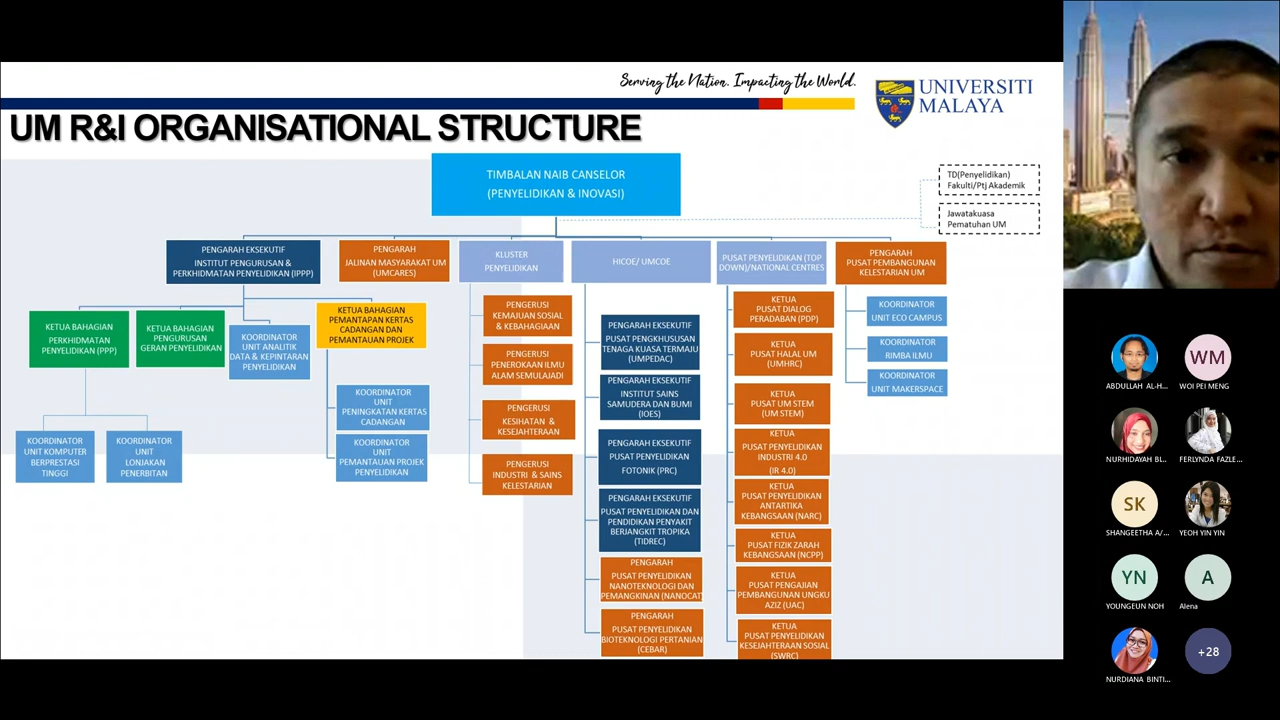 Serving the Nation. Impacting the World.
UNIVERSITI
MALAYA
UM R&I ORGANISATIONAL STRUCTURE
TIMBALAN NAIB CANSELOR
(PENYELIDIKAN & INOVASI)
TD(Penyelidikan)
Fakulti/Ptj Akademik
Jawatakuasa
Pematuhan UM
PENGARAH EKSEKUTIF
INSTITUT PENGURUSAN &
PERKHIDMATAN PENYELIDIKAN (IPPP)
PENGARAH
JALINAN MASYARAKAT UM
(UMCARES)
KLUSTER
PENYELIDIKAN
HICOE/ UMCOE
PUSAT PENYELIDIKAN (TOP
DOWN)/NATIONAL CENTRES
PENGARAH
PUSAT PEMBANGUNAN
KELESTARIAN UM
KETUA BAHAGIAN
PERKHIDMATAN
PENYELIDIKAN (PPP)
KETUA BAHAGIAN
PENGURUSAN
GERAN PENYELIDIKAN
KOORDINATOR
UNIT ANALITIK
DATA & KEPINTARAN
PENYELIDIKAN
KETUA BAHAGIAN
PEMANTAPAN KERTAS
CADANGAN DAN
PEMANTAUAN PROJEK
KOORDINATOR
UNIT KOMPUTER
BERPRESTASI
TINGGI
KOORDINATOR
UNIT
LONJAKAN
PENERBITAN
KOORDINATOR
UNIT
PENINGKATAN KERTAS
CADANGAN
KOORDINATOR
UNIT
PEMANTAUAN PROJEK
PENYELIDIKAN
PENGERUSI
KEMAJUAN SOSIAL
& KEBAHAGIAAN
PENGERUSI
PENEROKAAN ILMU
ALAM SEMULAJADI
PENGERUSI
KESIHATAN &
KESEJAHTERAAN
PENGERUSI
INDUSTRI & SAINS
KELESTARIAN
PENGARAH EKSEKUTIF
PUSAT PENGKHUSUSAN
TENAGA KUASA TERMAJU
(UMPEDAC)
PENGARAH EKSEKUTIF
INSTITUT SAINS
SAMUDERA DAN BUMI
(IOES)
PENGARAH EKSEKUTIF
PUSAT PENYELIDIKAN
FOTONIK (PRC)
PENGARAH EKSEKUTIF
PUSAT PENYELIDIKAN DAN
PENDIDIKAN PENYAKIT
BERJANGKIT TROPIKA
(TIDREC)
PENGARAH
PUSAT PENYELIDIKAN
NANOTEKNOLOGI DAN
PEMANGKINAN (NANOCAT)
PENGARAH
PUSAT PENYELIDIKAN
BIOTEKNOLOGI PERTANIAN
(CEBAR)
KETUA
PUSAT DIALOG
PERADABAN (PDP)
KETUA
PUSAT HALAL UM
(UMHRC)
KETUA
PUSAT UM STEM
(UM STEM)
KETUA
PUSAT PENYELIDIKAN
INDUSTRI 4.0
(IR 4.0)
KETUA
PUSAT PENYELIDIKAN
ANTARTIKA
KEBANGSAAN (NARC)
KETUA
PUSAT FIZIK ZARAH
KEBANGSAAN (NCPP)
KETUA
PUSAT PENGAJIAN
PEMBANGUNAN UNGKU
AZIZ (UAC)
KETUA
PUSAT PENYELIDIKAN
KESEJAHTERAAN SOSIAL
(SWRC)
KOORDINATOR
UNIT ECO CAMPUS
KOORDINATOR
RIMBA ILMU
KOORDINATOR
UNIT MAKERSPACE
ABDULLAH AL-H...
WM
WOI PEI MENG
NURHIDAYAH BI...
FERLYNDA FAZLE...
SK
SHANGEETHA A/...
YEOH YIN YIN
YN
YOUNGEUN NOH
A
Alena
NURDIANA BINTI...
+28